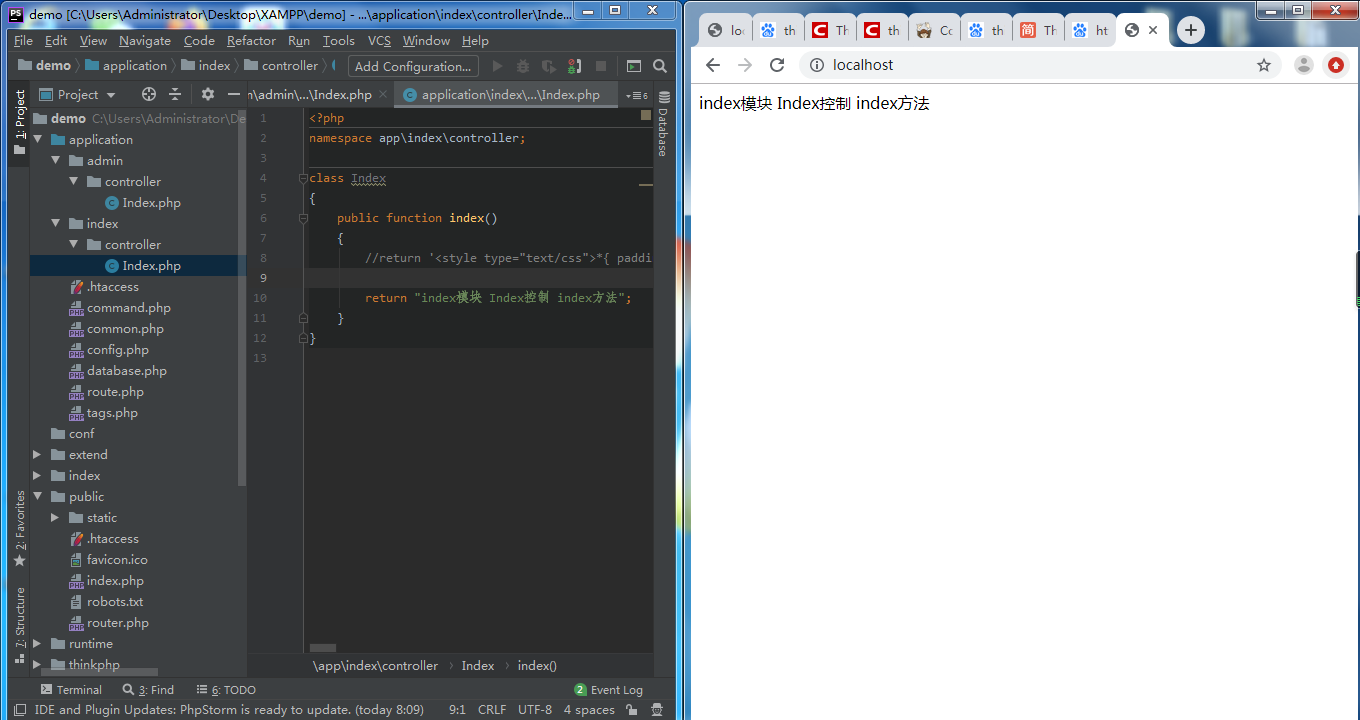 demo [C:\Users\Administrator\Desktop\XAMPP\demo] - ...\application\index\controller\Inde...
File Edit View Navigate Code Refactor Run Tools VCS Window Help
demo application index controller Add Configuration...
Project
n\admin\...\Index.php
application\index\...\Index.php
1: Project
demo C:\Users\Administrator\De
application
admin
controller
Index.php
index
controller
Index.php
.htaccess
command.php
common.php
config.php
database.php
route.php
tags.php
conf
extend
index
public
static
.htaccess
favicon.ico
index.php
robots.txt
router.php
runtime
thinkphp
2: Favorites
7: Structure
Database
1 <?php
2 namespace app\index\controller;
3
4 class Index
5 {
6 public function index()
7 {
8 //return '<style type="text/css">*{ paddi
9
10 return "index模块 Index控制 index方法";
11 }
12 }
13
\app\index\controller › Index › index()
Terminal 3: Find 6: TODO 2 Event Log
IDE and Plugin Updates: PhpStorm is ready to update. (today 8:09) 9:1 CRLF UTF-8 4 spaces
loc th Th th Cc th Th ht
localhost
index模块 Index控制 index方法